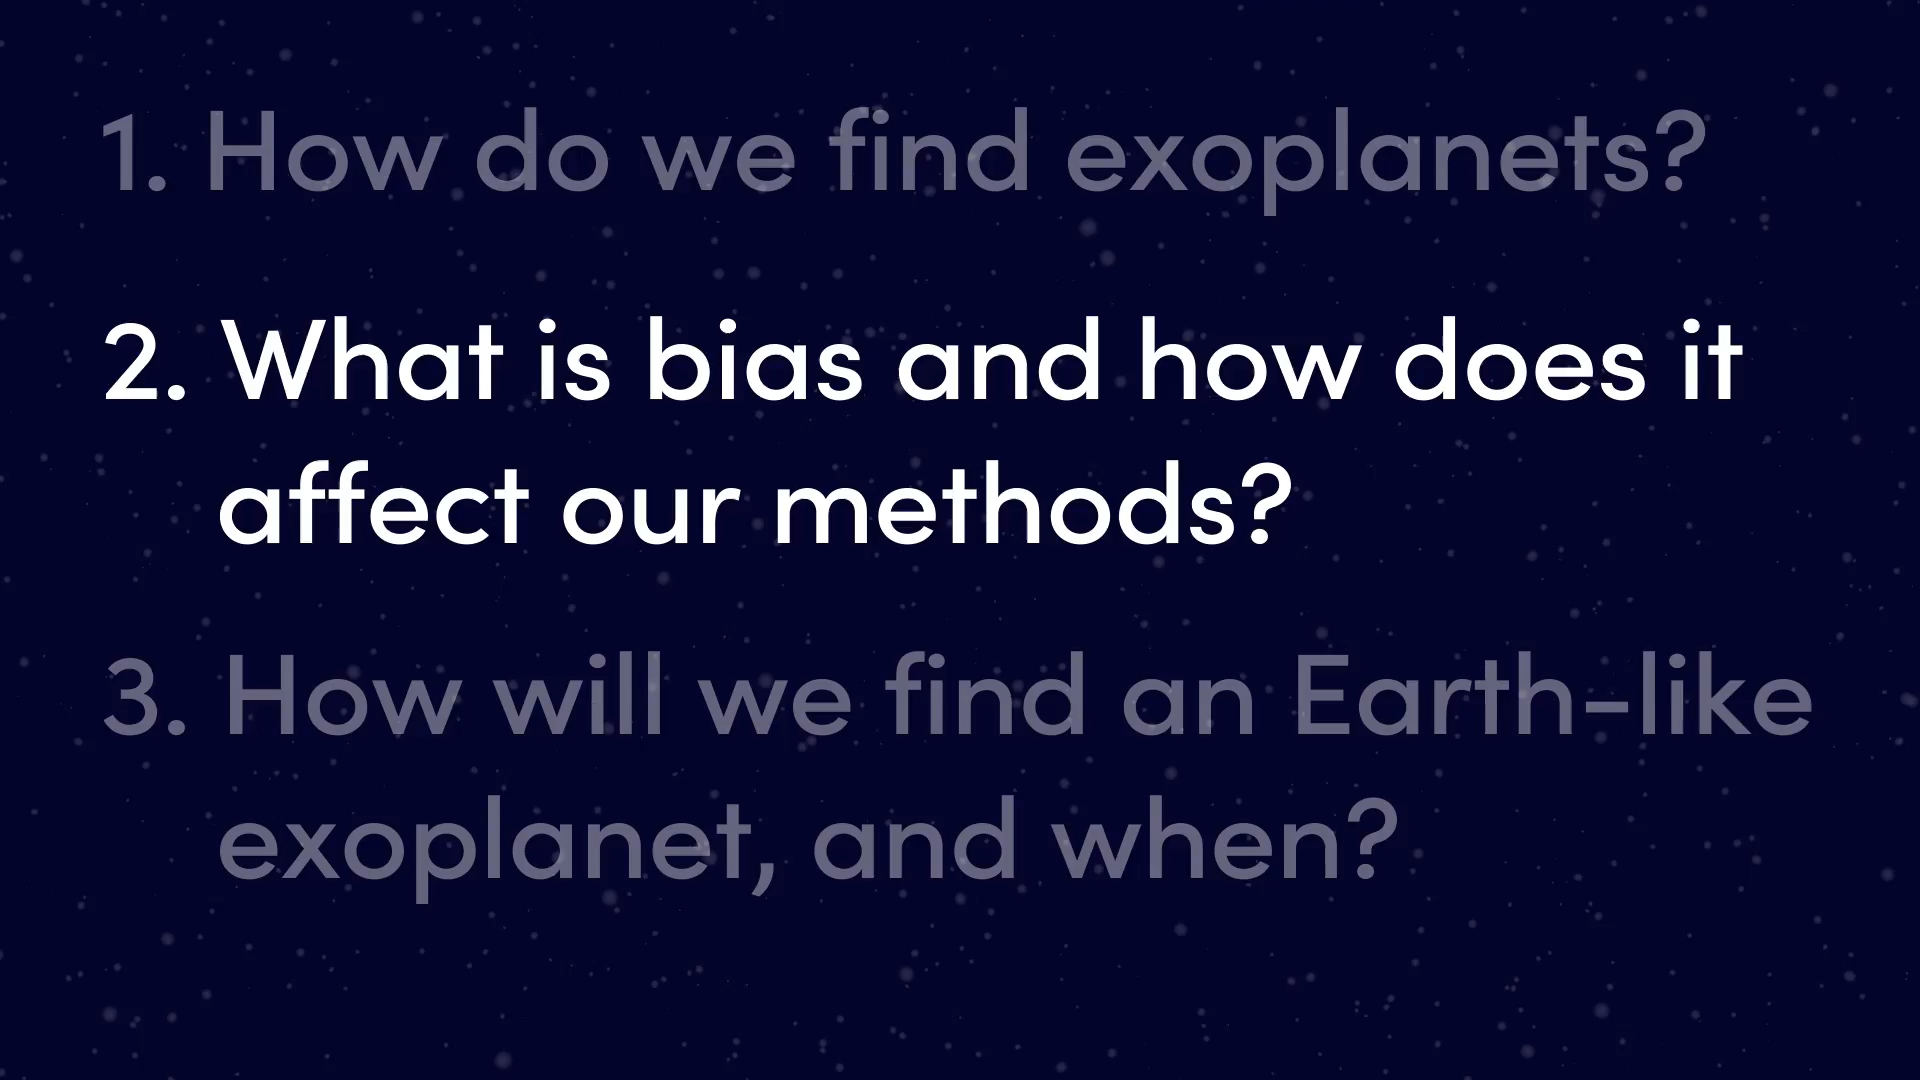 1. How do we find exoplanets?
2. What is bias and how does it
affect our methods?
3. How will we find an Earth-like
exoplanet, and when?